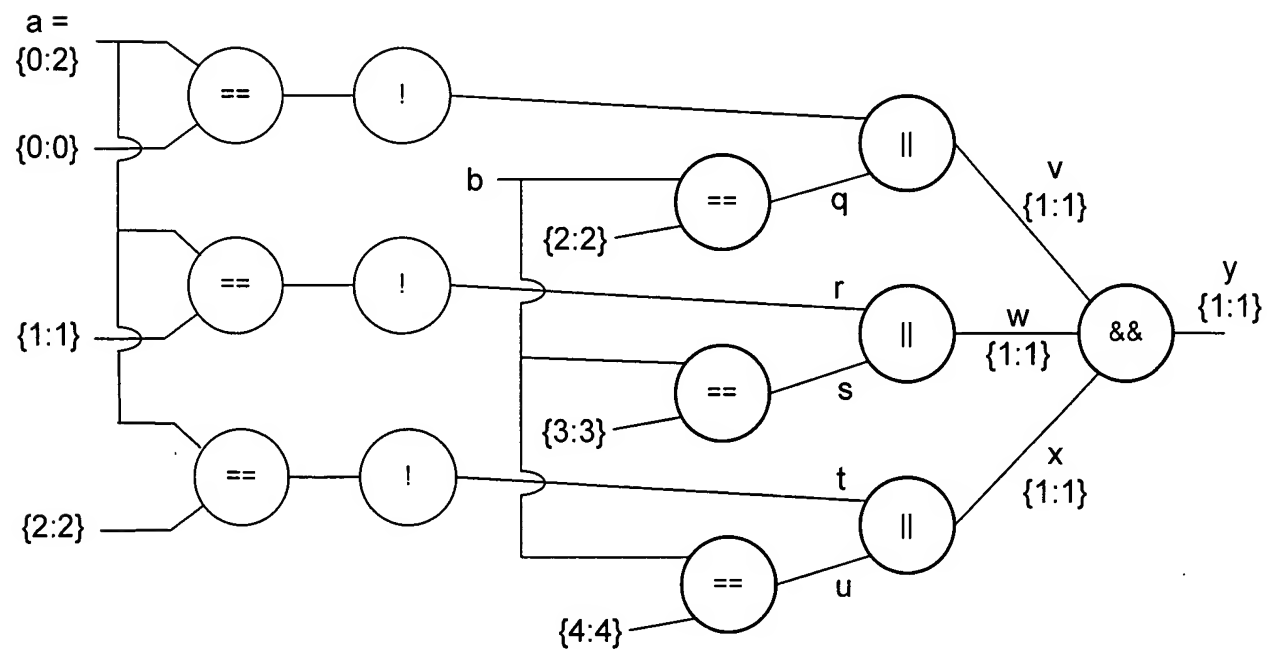 a =
{0:2}
== !
{0:0}
||
b
== q
{2:2}
v
{1:1}
== !
{1:1}
r
||
== s
{3:3}
w
{1:1}
&&
y
{1:1}
== !
{2:2}
t
||
x
{1:1}
== u
{4:4}